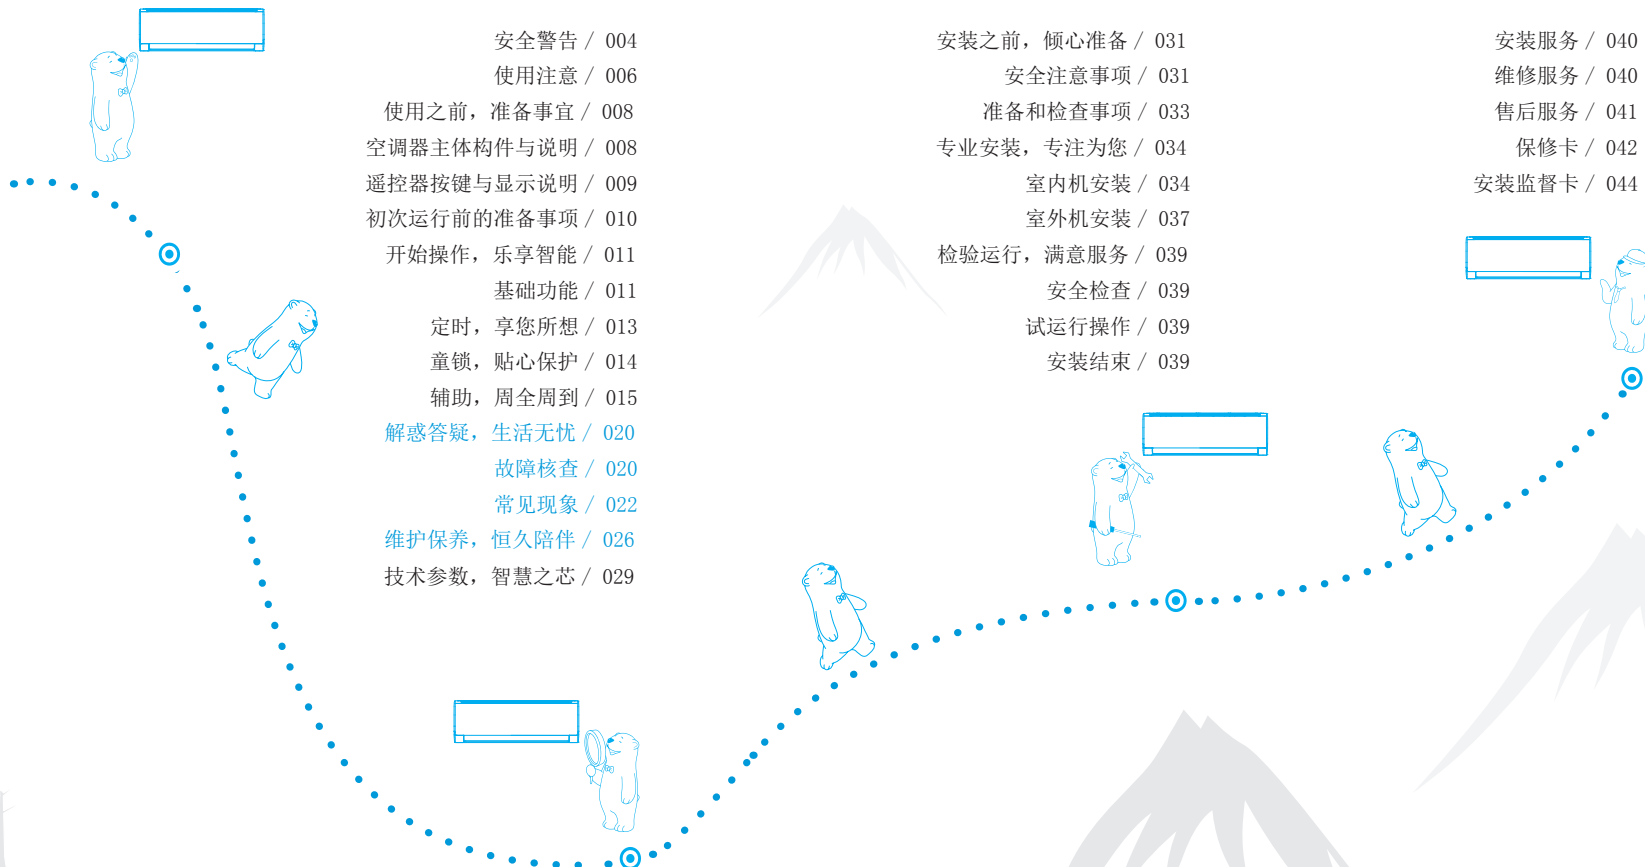 安全警告 / 004
使用注意 / 006
使用之前，准备事宜 / 008
空调器主体构件与说明 / 008
遥控器按键与显示说明 / 009
初次运行前的准备事项 / 010
开始操作，乐享智能 / 011
基础功能 / 011
定时，享您所想 / 013
童锁，贴心保护 / 014
辅助，周全周到 / 015
解惑答疑，生活无忧 / 020
故障核查 / 020
常见现象 / 022
维护保养，恒久陪伴 / 026
技术参数，智慧之芯 / 029
安装之前，倾心准备 / 031
安全注意事项 / 031
准备和检查事项 / 033
专业安装，专注为您 / 034
室内机安装 / 034
室外机安装 / 037
检验运行，满意服务 / 039
安全检查 / 039
试运行操作 / 039
安装结束 / 039
安装服务 / 040
维修服务 / 040
售后服务 / 041
保修卡 / 042
安装监督卡 / 044